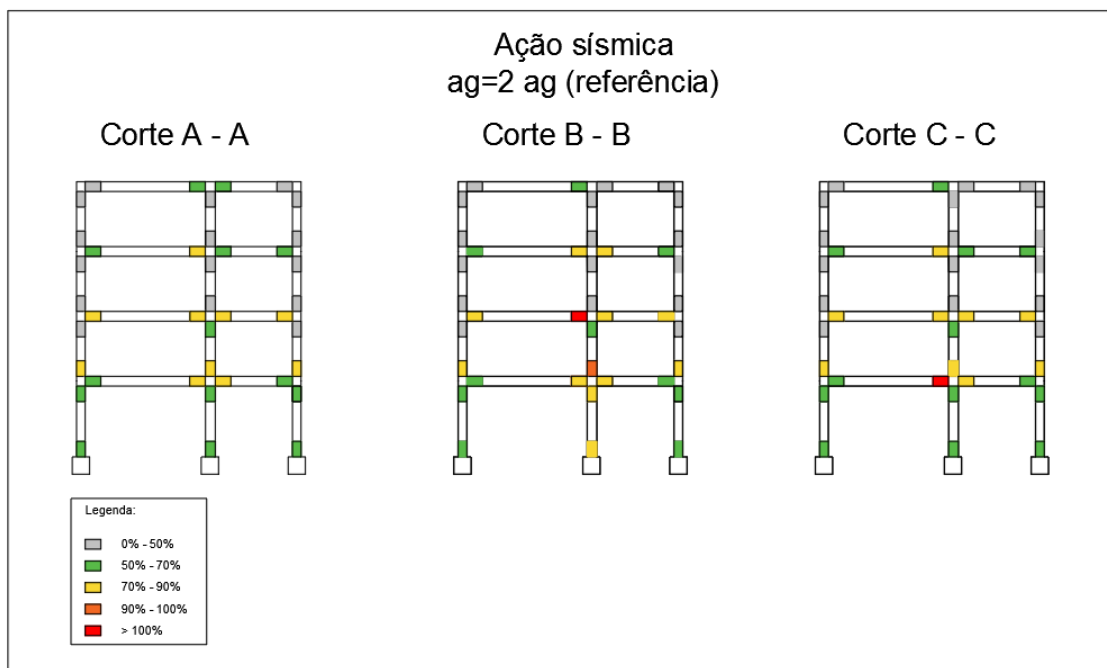 Ação sísmica
ag=2 ag (referência)
Corte A - A
Corte B - B
Corte C - C
Legenda:
0% - 50%
50% - 70%
70% - 90%
90% - 100%
> 100%